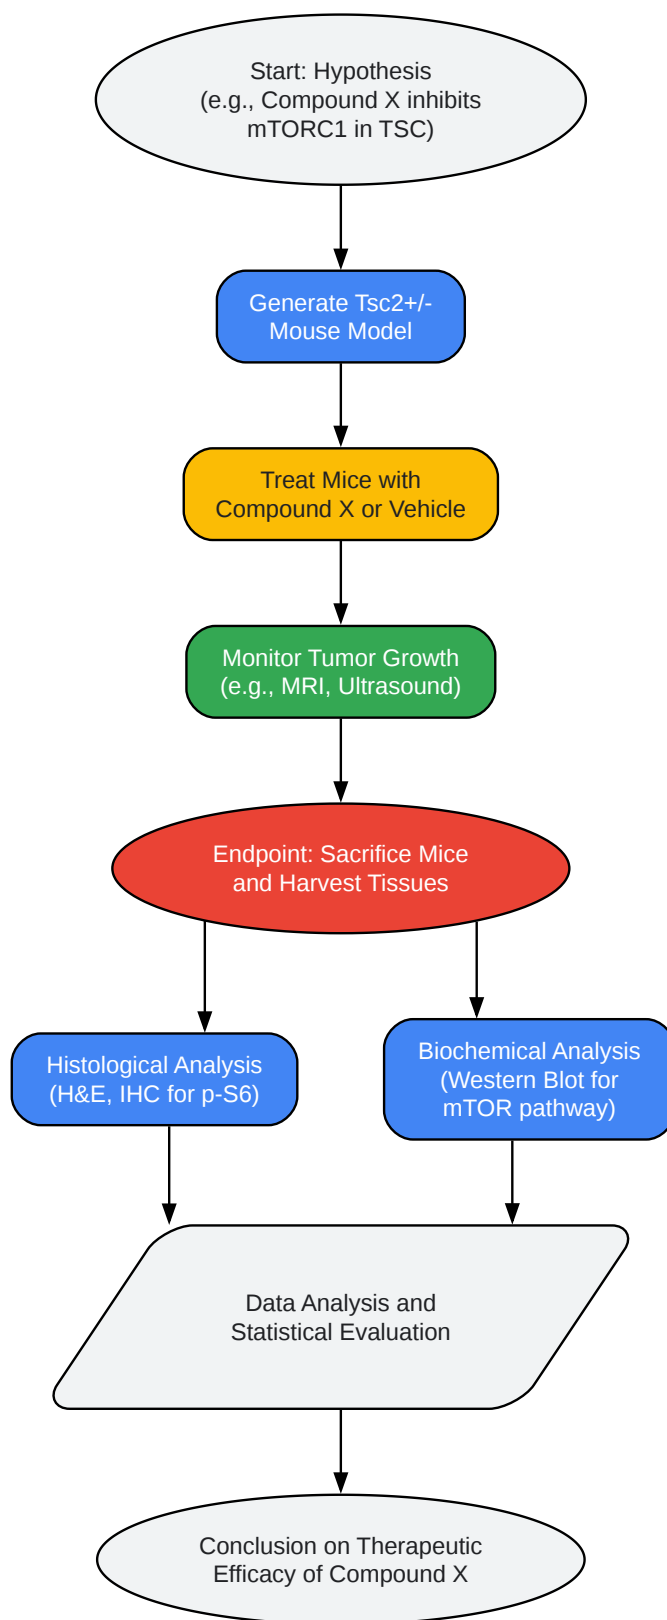 Start: Hypothesis
(e.g., Compound X inhibits
mTORC1 in TSC)
Generate Tsc2+/-
Mouse Model
Treat Mice with
Compound X or Vehicle
Monitor Tumor Growth
(e.g., MRI, Ultrasound)
Endpoint: Sacrifice Mice
and Harvest Tissues
Histological Analysis
(H&E, IHC for p-S6)
Biochemical Analysis
(Western Blot for
mTOR pathway)
Data Analysis and
Statistical Evaluation
Conclusion on Therapeutic
Efficacy of Compound X